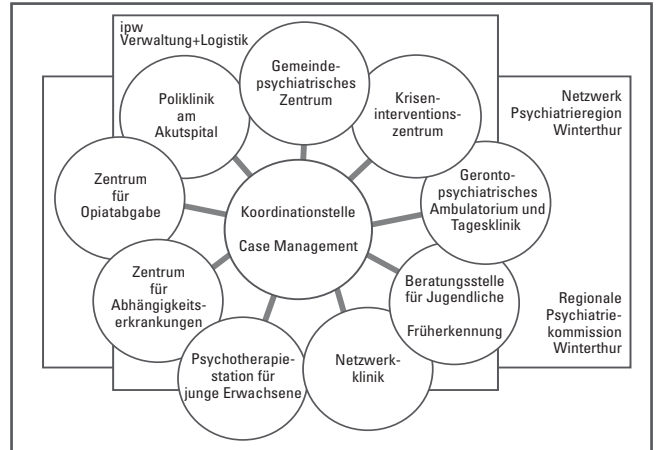 ipw
Verwaltung+Logistik
Gemeinde-
psychiatrisches
Zentrum
Poliklinik
am
Akutspital
Krisen-
interventions-
zentrum
Netzwerk
Psychiatrieregion
Winterthur
Zentrum
für
Opiatabgabe
Koordinationstelle
Case Management
Geronto-
psychiatrisches
Ambulatorium und
Tagesklinik
Zentrum
für
Abhängigkeits-
erkrankungen
Beratungsstelle
für Jugendliche
Früherkennung
Regionale
Psychiatrie-
kommission
Winterthur
Psychotherapie-
station für
junge Erwachsene
Netzwerk-
klinik